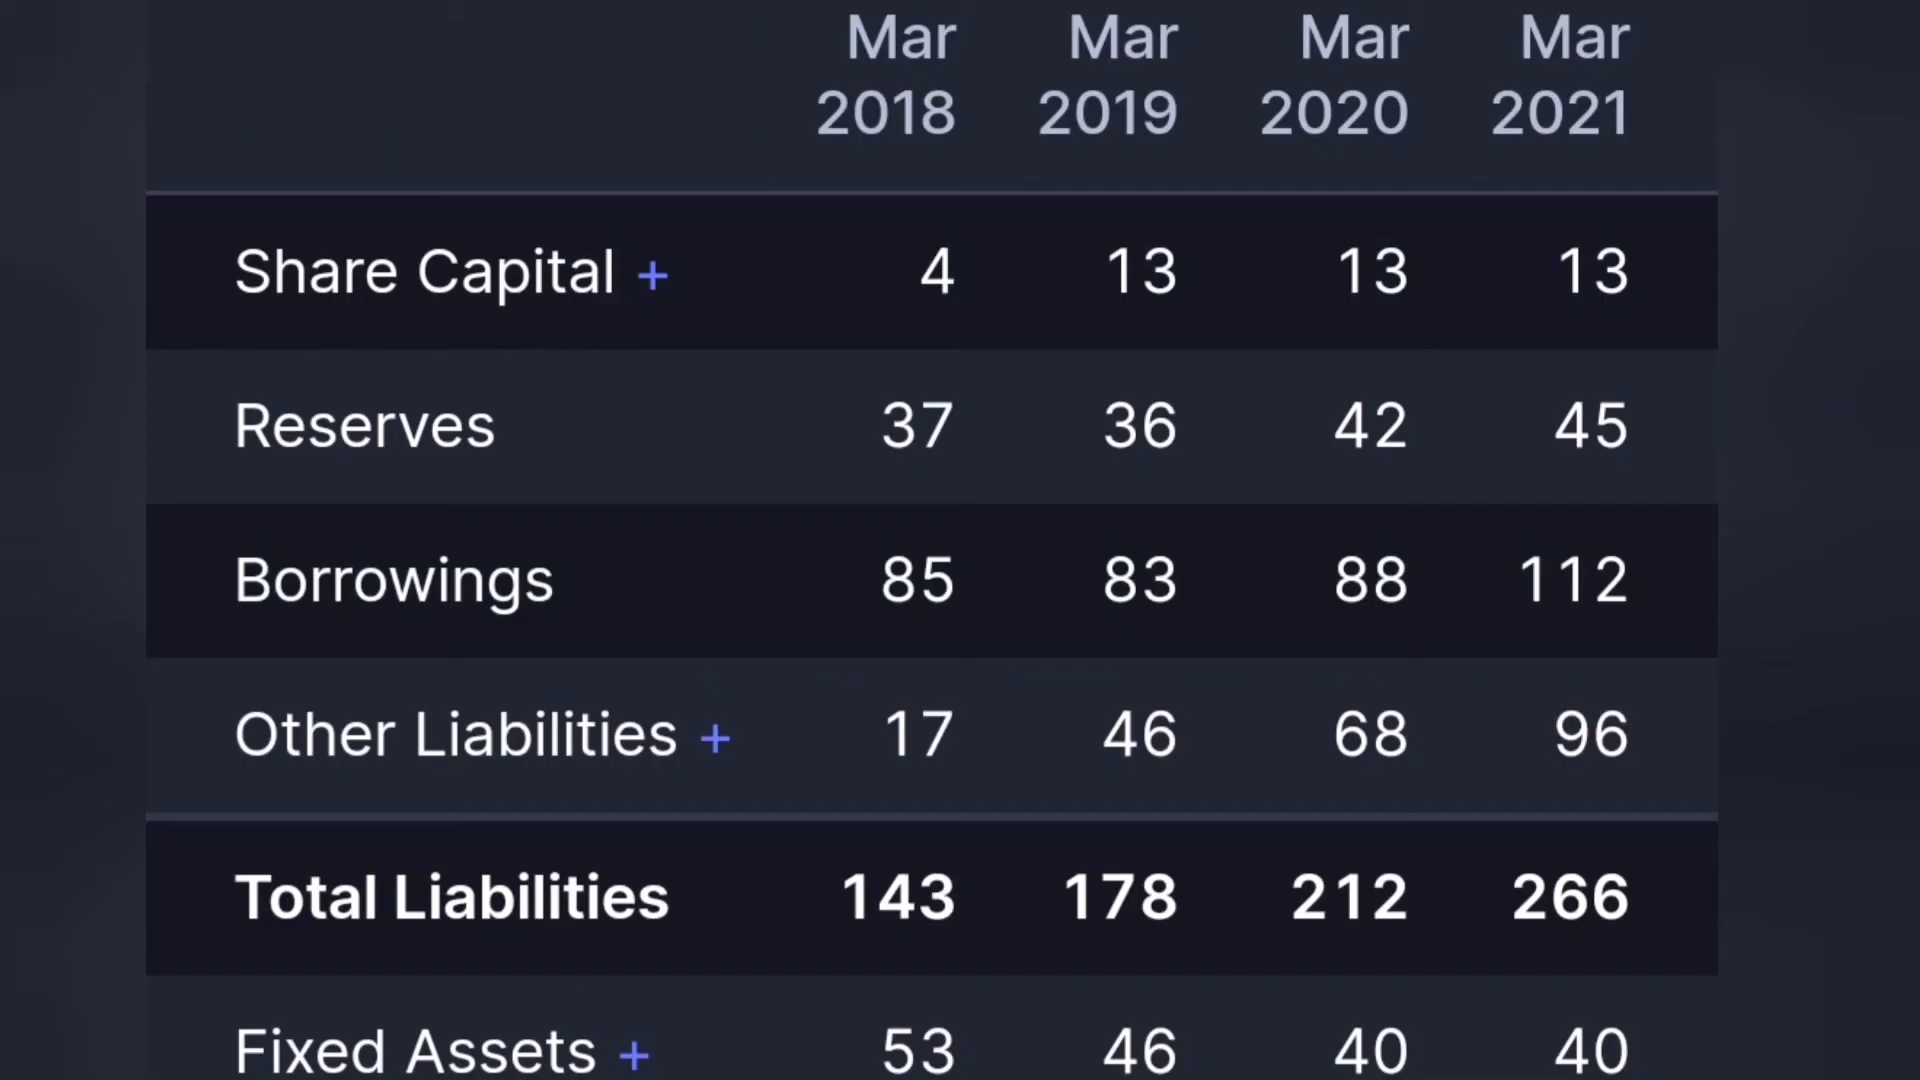 Mar Mar Mar Mar
2018 2019 2020 2021
Share Capital + 4 13 13 13
Reserves 37 36 42 45
Borrowings 85 83 88 112
Other Liabilities + 17 46 68 96
Total Liabilities 143 178 212 266
Fixed Assets + 53 46 40 40